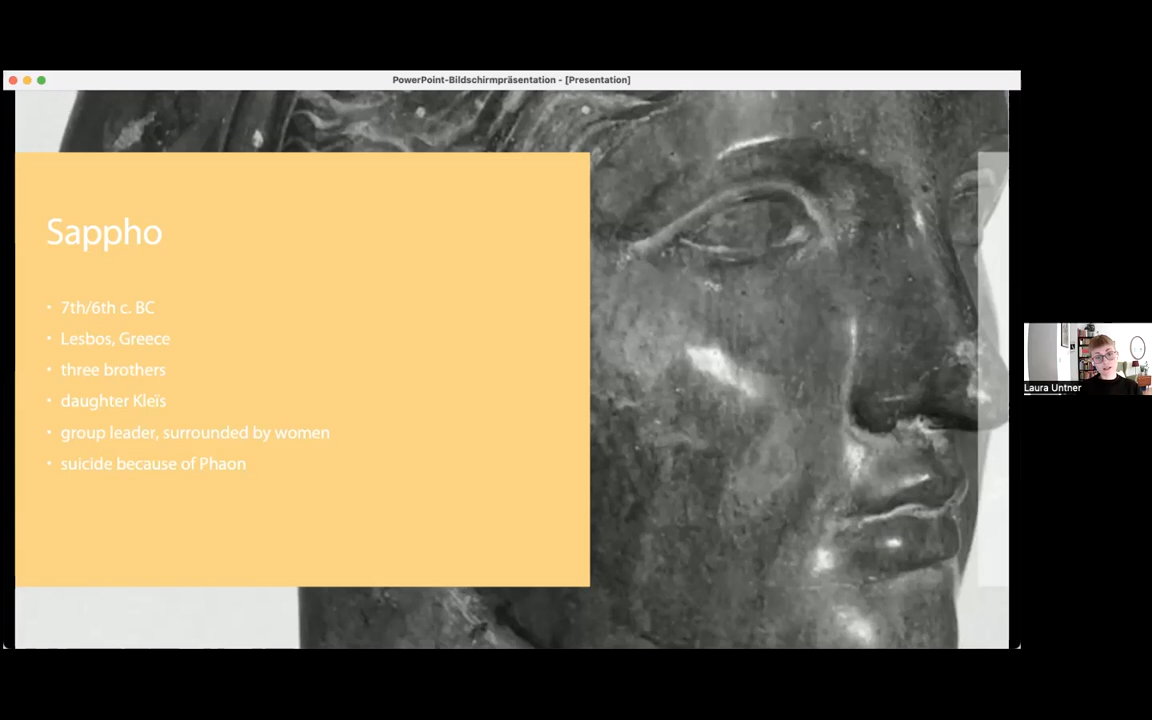 PowerPoint-Bildschirmpräsentation - [Presentation]
Sappho
• 7th/6th c. BC
• Lesbos, Greece
• three brothers
• daughter Kleïs
• group leader, surrounded by women
• suicide because of Phaon
Laura Untner